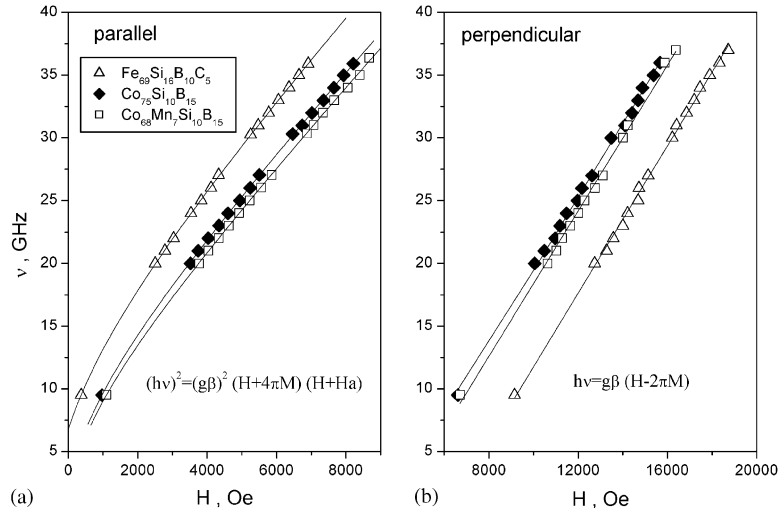 parallel
Fe₆₉Si₁₆B₁₀C₅
Co₇₅Si₁₀B₁₅
Co₆₈Mn₇Si₁₀B₁₅
(hν)²=(gβ)² (H+4πM) (H+Ha)
40
35
30
25
20
15
10
5
ν , GHz
0 2000 4000 6000 8000
H , Oe
(a)
perpendicular
hν=gβ (H-2πM)
40
35
30
25
20
15
10
5
8000 12000 16000 20000
H , Oe
(b)